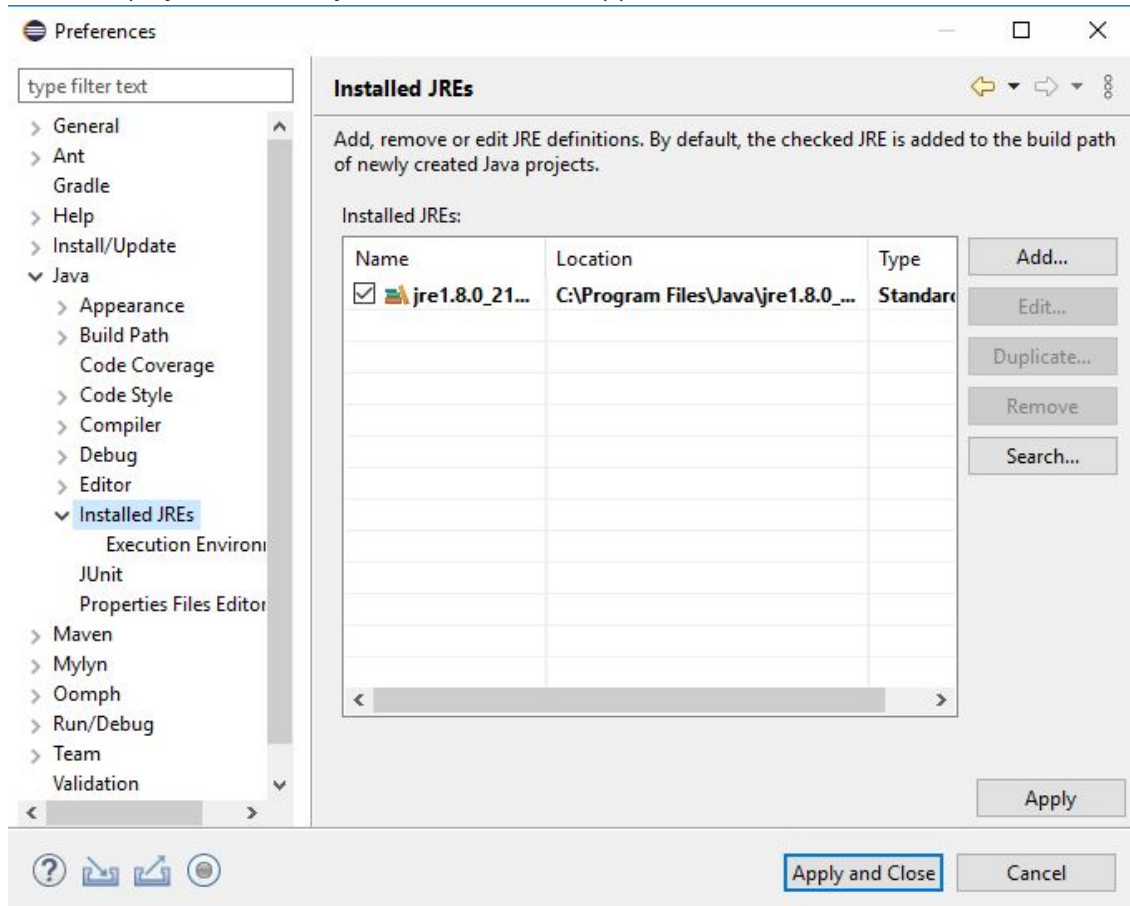 Preferences
type filter text
General
Ant
Gradle
Help
Install/Update
Java
Appearance
Build Path
Code Coverage
Code Style
Compiler
Debug
Editor
Installed JREs
Execution Environ
JUnit
Properties Files Editor
Maven
Mylyn
Oomph
Run/Debug
Team
Validation
Installed JREs
Add, remove or edit JRE definitions. By default, the checked JRE is added to the build path
of newly created Java projects.
Installed JREs:
Name Location Type
jre1.8.0_21... C:\Program Files\Java\jre1.8.0_... Standard
Add...
Edit...
Duplicate...
Remove
Search...
Apply
Apply and Close Cancel